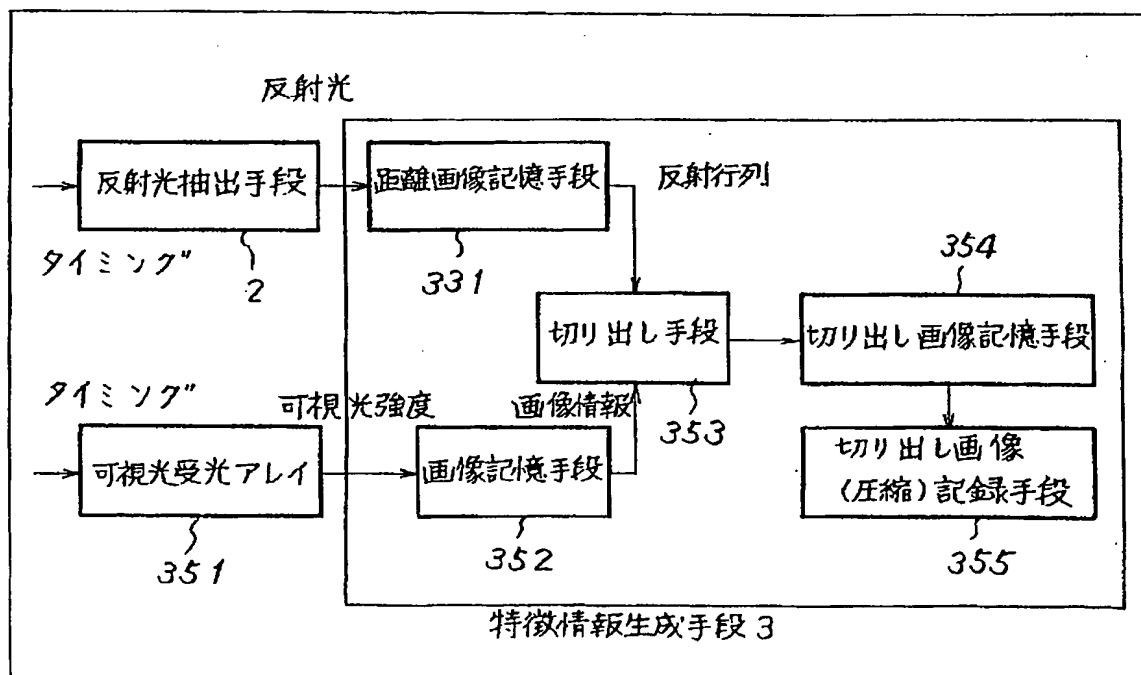 反射光
反射光抽出手段
距離画像記憶手段
反射行列
タイミング
2
331
354
切り出し手段
切り出し画像記憶手段
タイミング
可視光強度
画像情報
353
可視光受光アレイ
画像記憶手段
切り出し画像
(圧縮)記録手段
351
352
355
特徴情報生成手段3